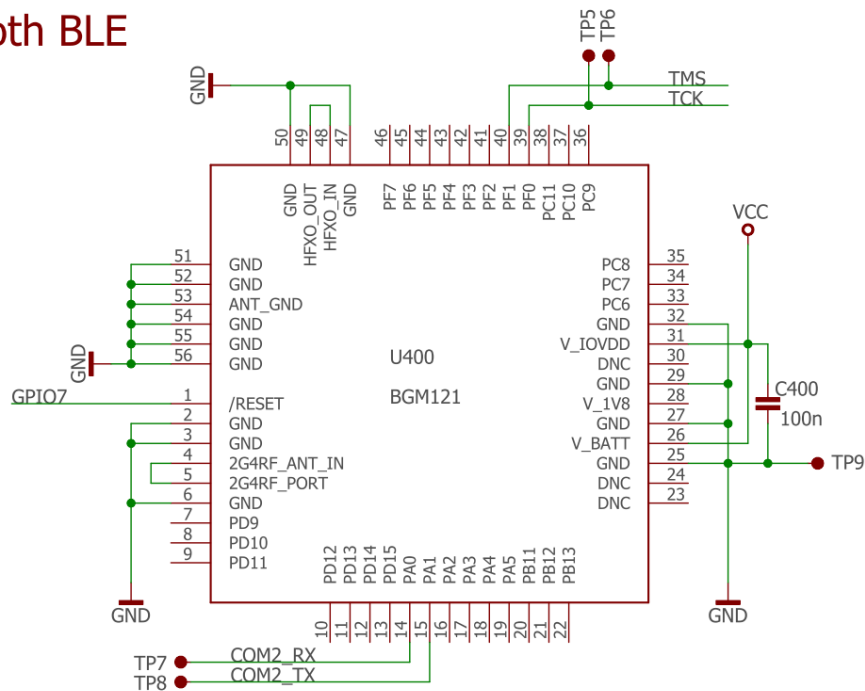 oth BLE
TP5
TP6
GND
TMS
TCK
50
49
48
47
46
45
44
43
42
41
40
39
38
37
36
GND
HFXO_OUT
HFXO_IN
GND
PF7
PF6
PF5
PF4
PF3
PF2
PF1
PF0
PC11
PC10
PC9
VCC
51 GND
52 GND
53 ANT_GND
54 GND
55 GND
56 GND
GND
GPIO7
1 /RESET
2 GND
3 GND
4 2G4RF_ANT_IN
5 2G4RF_PORT
6 GND
7 PD9
8 PD10
9 PD11
U400
BGM121
PC8 35
PC7 34
PC6 33
GND 32
V_IOVDD 31
DNC 30
GND 29
V_1V8 28
GND 27
V_BATT 26
GND 25
DNC 24
DNC 23
C400
100n
TP9
PD12
PD13
PD14
PD15
PA0
PA1
PA2
PA3
PA4
PA5
PB11
PB12
PB13
GND
GND
10
11
12
13
14
15
16
17
18
19
20
21
22
TP7 COM2_RX
TP8 COM2_TX